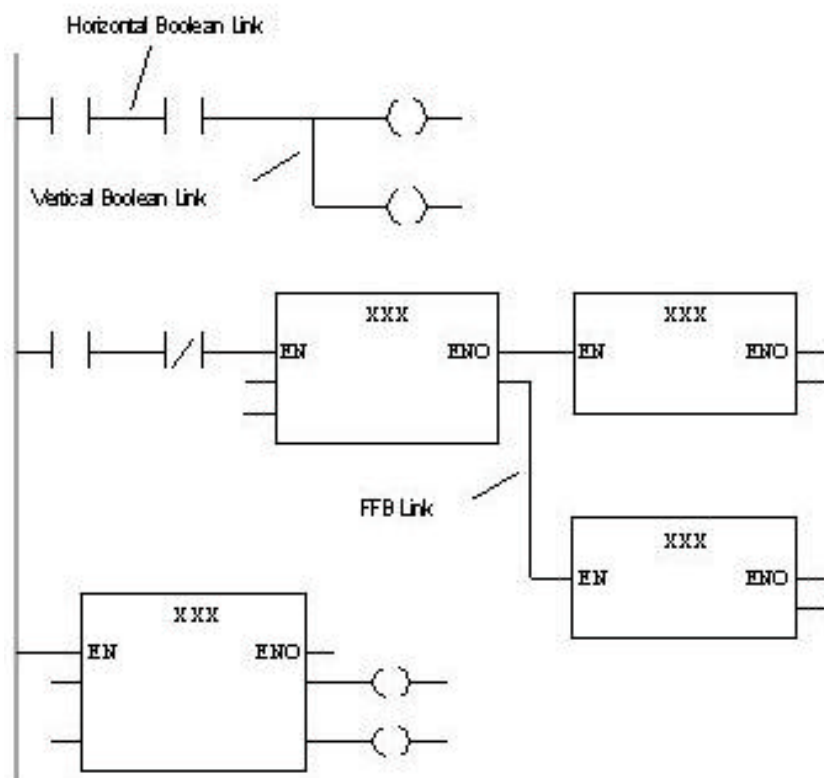 Horizontal Boolean Link
Vertical Boolean Link
XXX
XXX
EN
ENO
EN
ENO
FFB Link
XXX
EN
ENO
XXX
EN
ENO